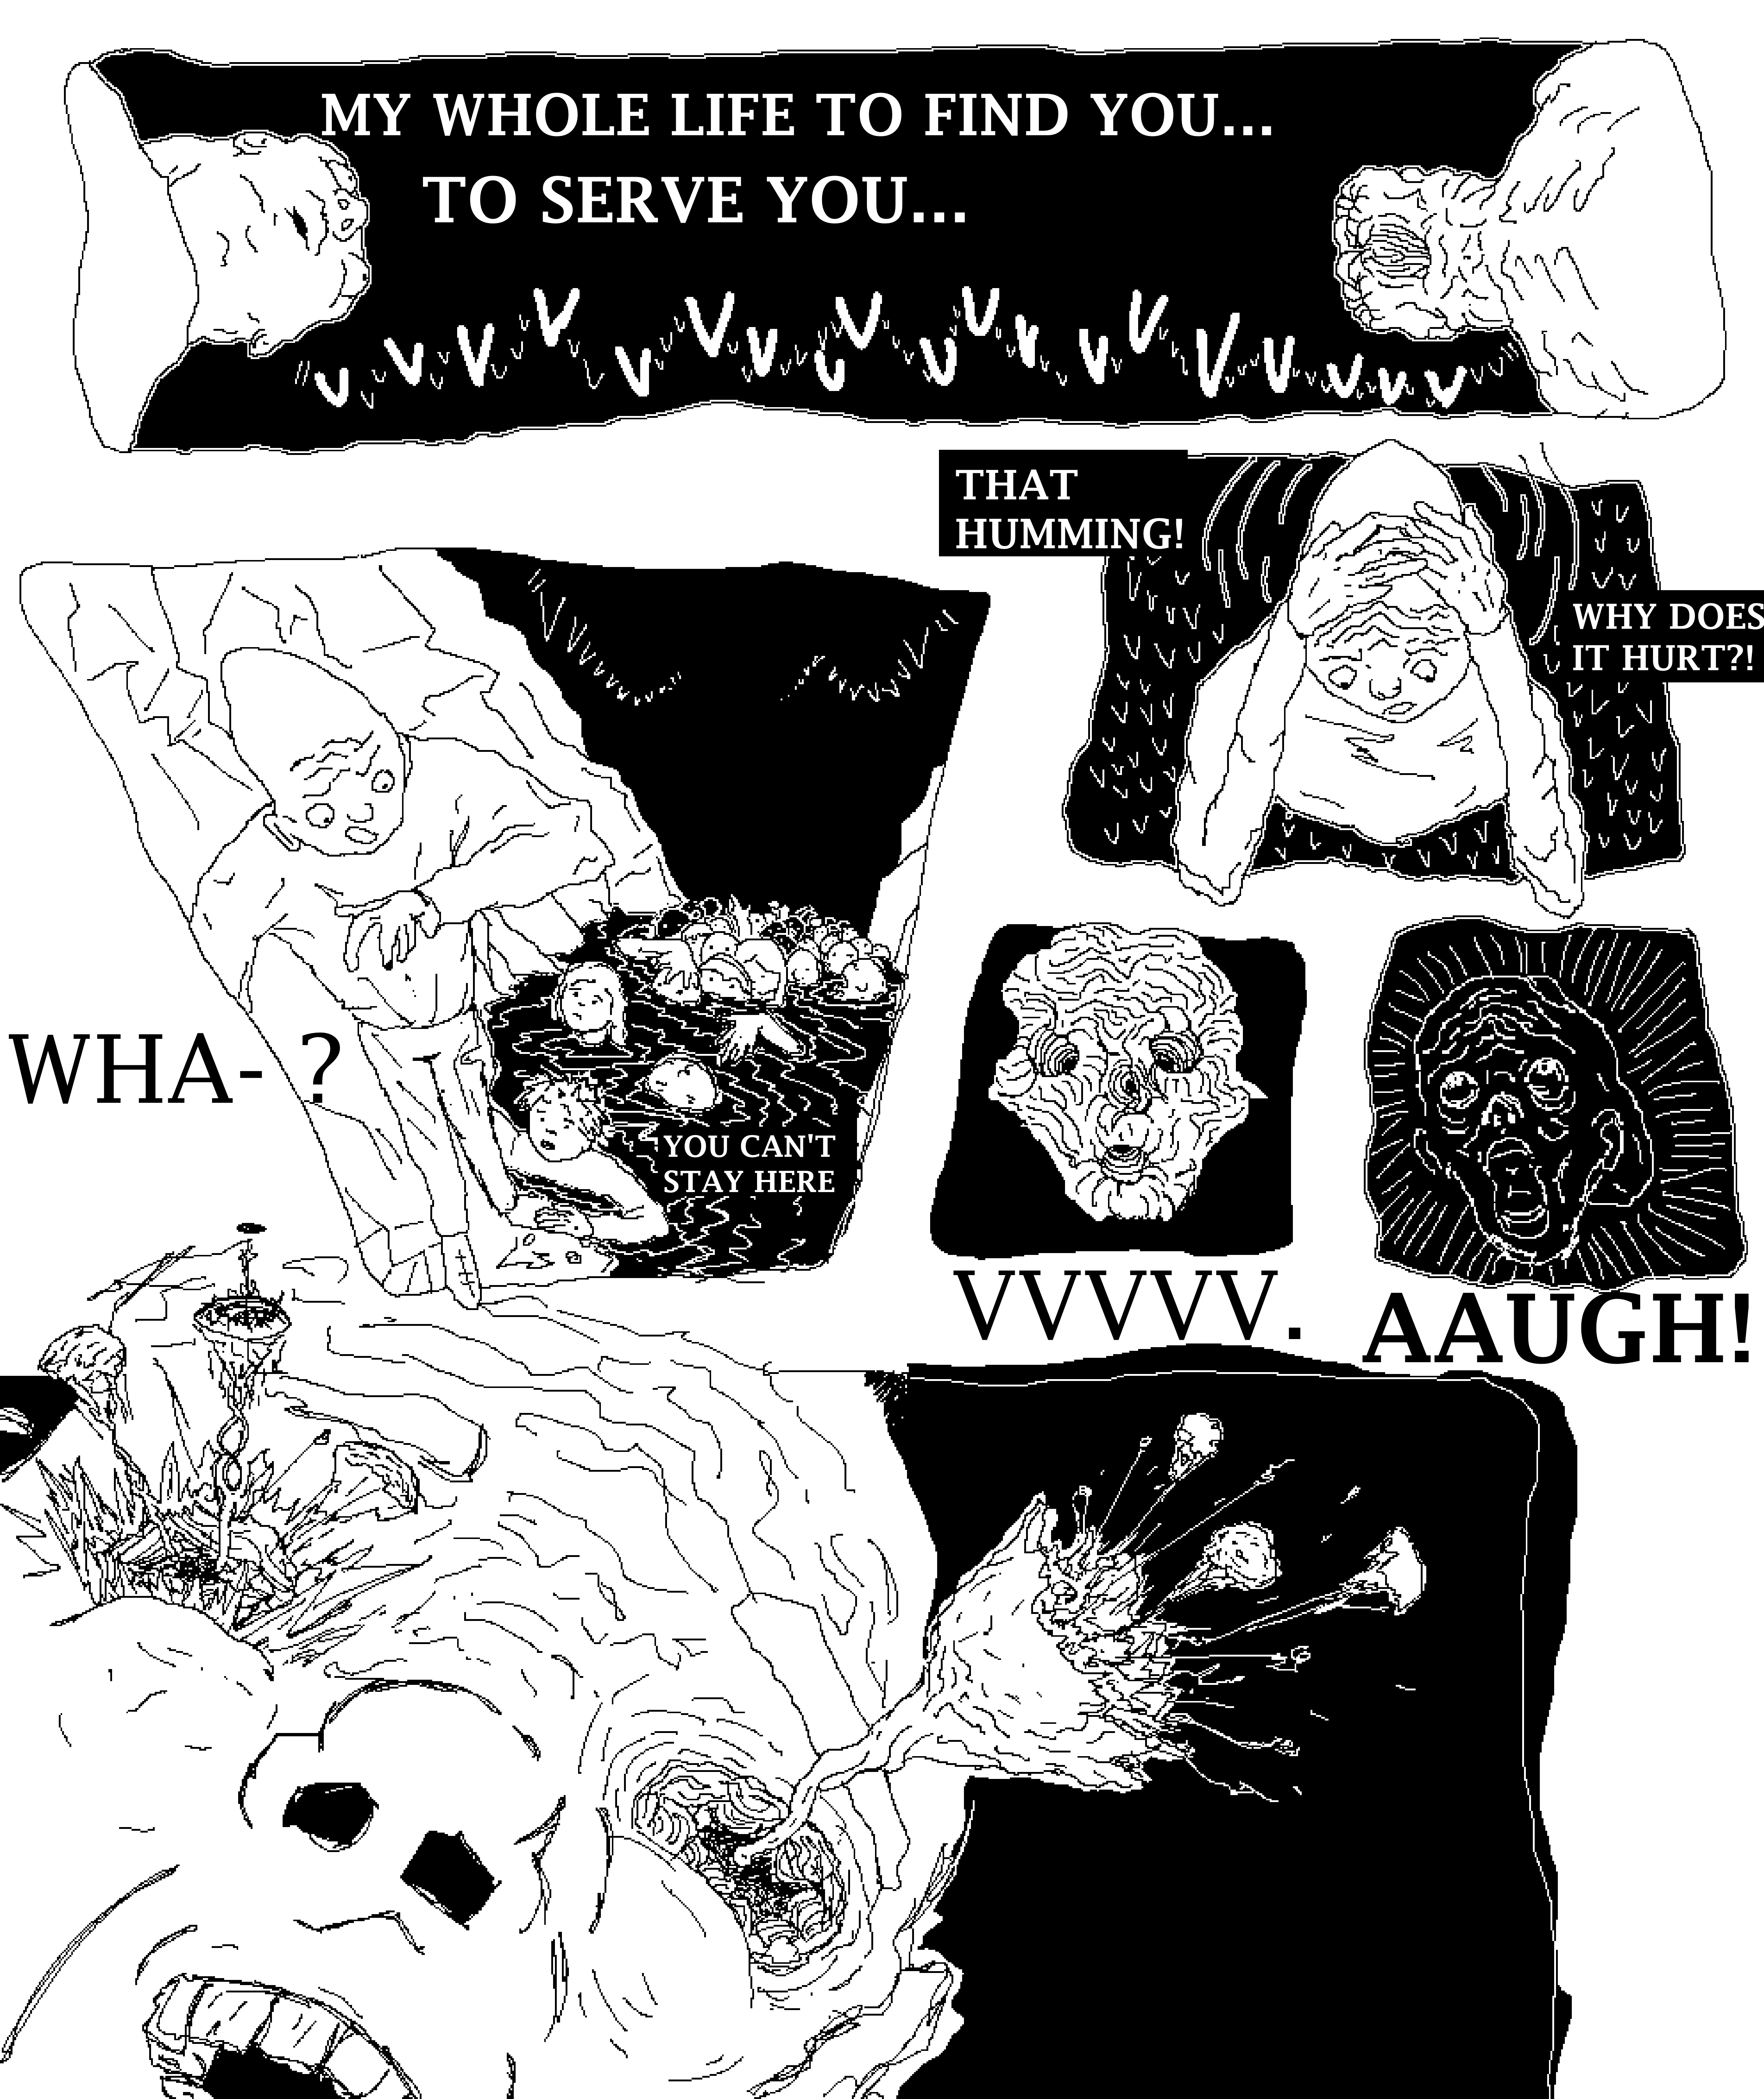 MY WHOLE LIFE TO FIND YOU...
TO SERVE YOU...
THAT
HUMMING!
WHY DOES
IT HURT?!
WHA- ?
YOU CAN'T
STAY HERE
VVVVV.
AAUGH!